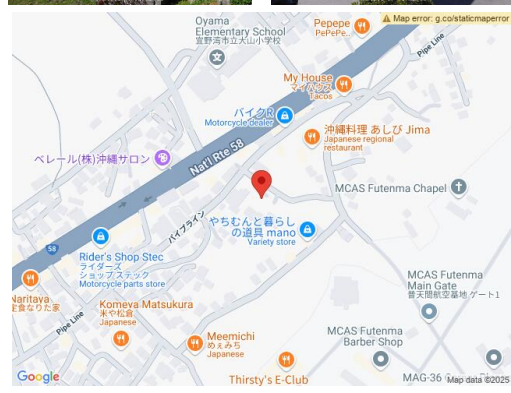 Map error: g.co/staticmaperror
Oyama
Elementary School
宜野湾市立大山小学校
Pepepe
PePePe..
Pipe Line
My House
マイハウス
Tacos
バイクR
Motorcycle dealer
沖縄料理 あしび Jima
Japanese regional
restaurant
ベレール(株)沖縄サロン
Nat'l Rte 58
MCAS Futenma Chapel
パイプライン
やちむんと暮らし
の道具 mano
Variety store
58
Rider's Shop Stec
ライダーズ
ショップステック
Motorcycle parts store
MCAS Futenma
Main Gate
普天間航空基地 ゲート1
Naritaya
定食なりた家
Komeya Matsukura
米や松倉
Japanese
Pipe Line
Meemichi
めぇみち
Japanese
MCAS Futenma
Barber Shop
Thirsty's E-Club
MAG-36
Google
Map data ©2025